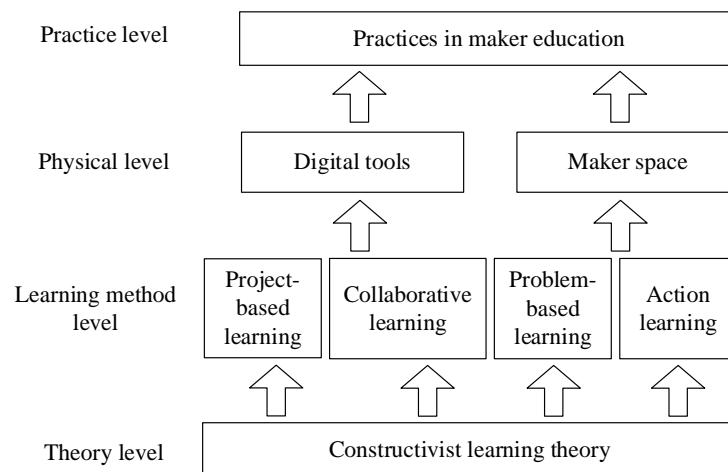 Practice level
Practices in maker education
Physical level
Digital tools
Maker space
Learning method
level
Project-
based
learning
Collaborative
learning
Problem-
based
learning
Action
learning
Theory level
Constructivist learning theory